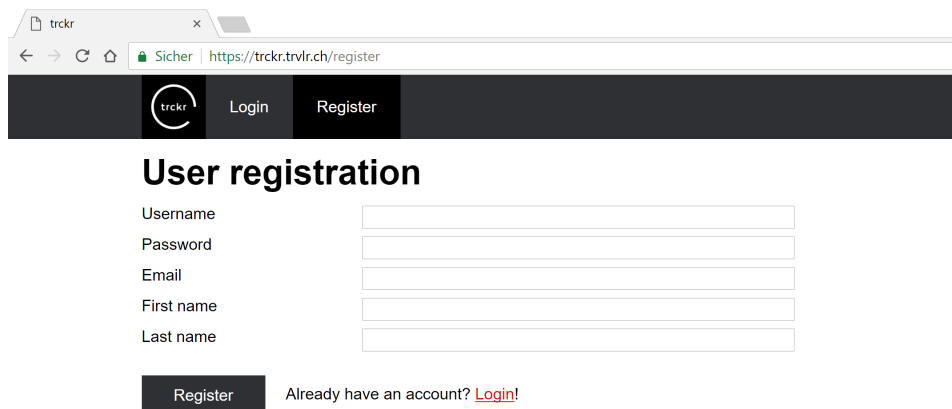 trckr
Sicher https://trckr.trvlr.ch/register
trckr Login Register
User registration
Username
Password
Email
First name
Last name
Register Already have an account? Login!